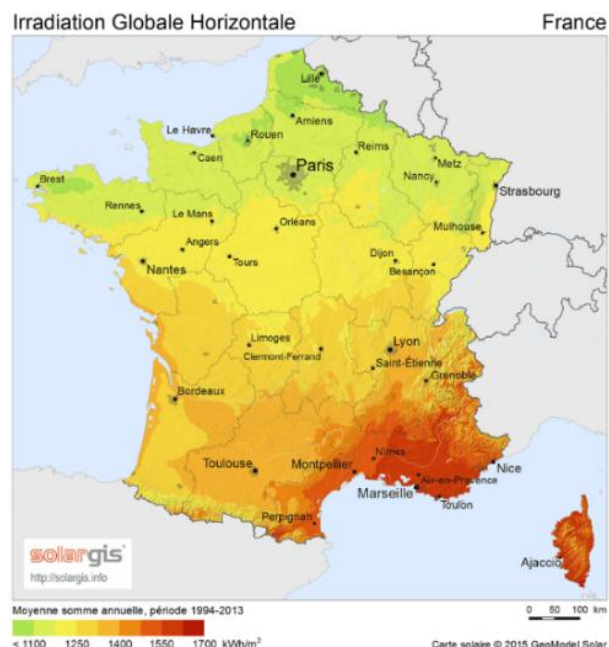 Irradiation Globale Horizontale France
Lille
Amiens
Le Havre
Rouen
Caen
Reims
Paris
Metz
Nancy
Strasbourg
Brest
Rennes
Le Mans
Orléans
Mulhouse
Angers
Nantes
Tours
Dijon
Besançon
Limoges
Clermont-Ferrand
Lyon
Saint-Étienne
Grenoble
Bordeaux
Toulouse
Montpellier
Nîmes
Nice
Aix-en-Provence
Marseille
Toulon
Perpignan
Ajaccio
solargis
http://solargis.info
Moyenne somme annuelle, période 1994-2013
0 50 100 km
< 1100 1250 1400 1550 1700 kWh/m²
Carte solaire © 2015 GeoModel Solar